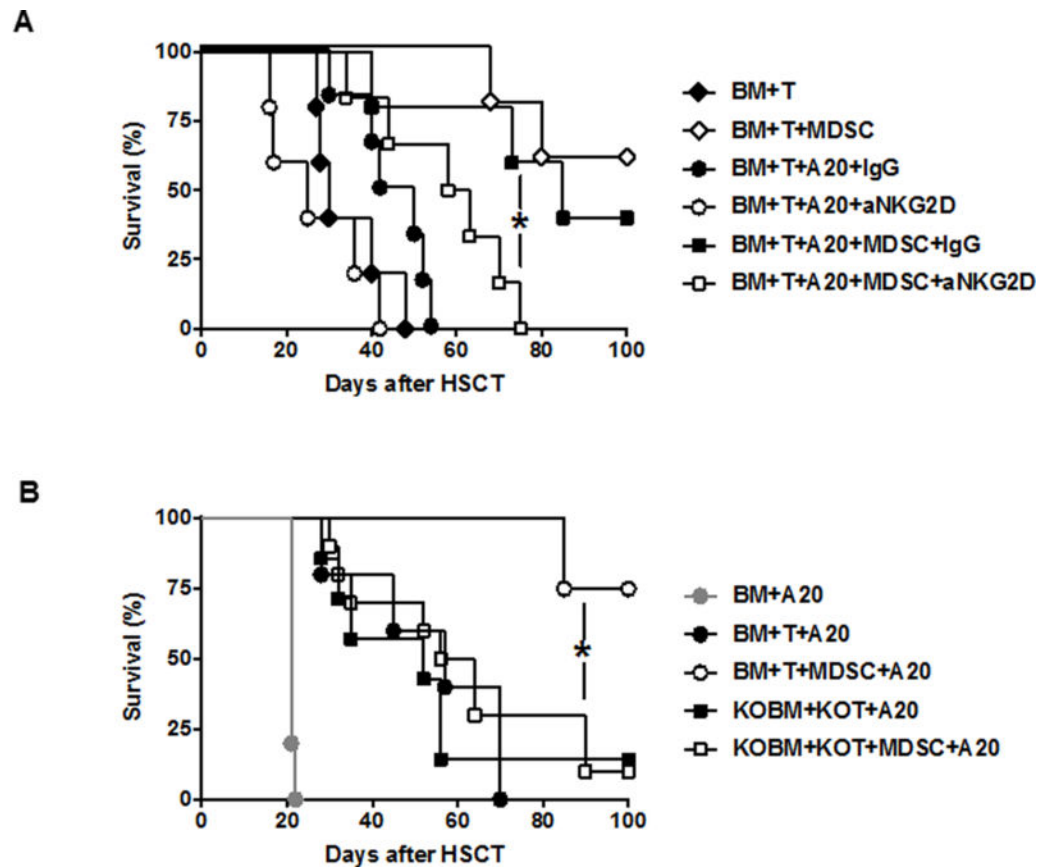 A
100
75
50
25
0
Survival (%)
0 20 40 60 80 100
Days after HSCT
*
BM+T
BM+T+MDSC
BM+T+A20+IgG
BM+T+A20+aNKG2D
BM+T+A20+MDSC+IgG
BM+T+A20+MDSC+aNKG2D
B
100
75
50
25
0
Survival (%)
0 20 40 60 80 100
Days after HSCT
*
BM+A20
BM+T+A20
BM+T+MDSC+A20
KOBM+KOT+A20
KOBM+KOT+MDSC+A20